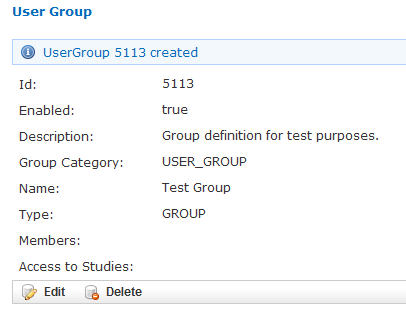 User Group
UserGroup 5113 created
Id: 5113
Enabled: true
Description: Group definition for test purposes.
Group Category: USER_GROUP
Name: Test Group
Type: GROUP
Members:
Access to Studies:
Edit Delete